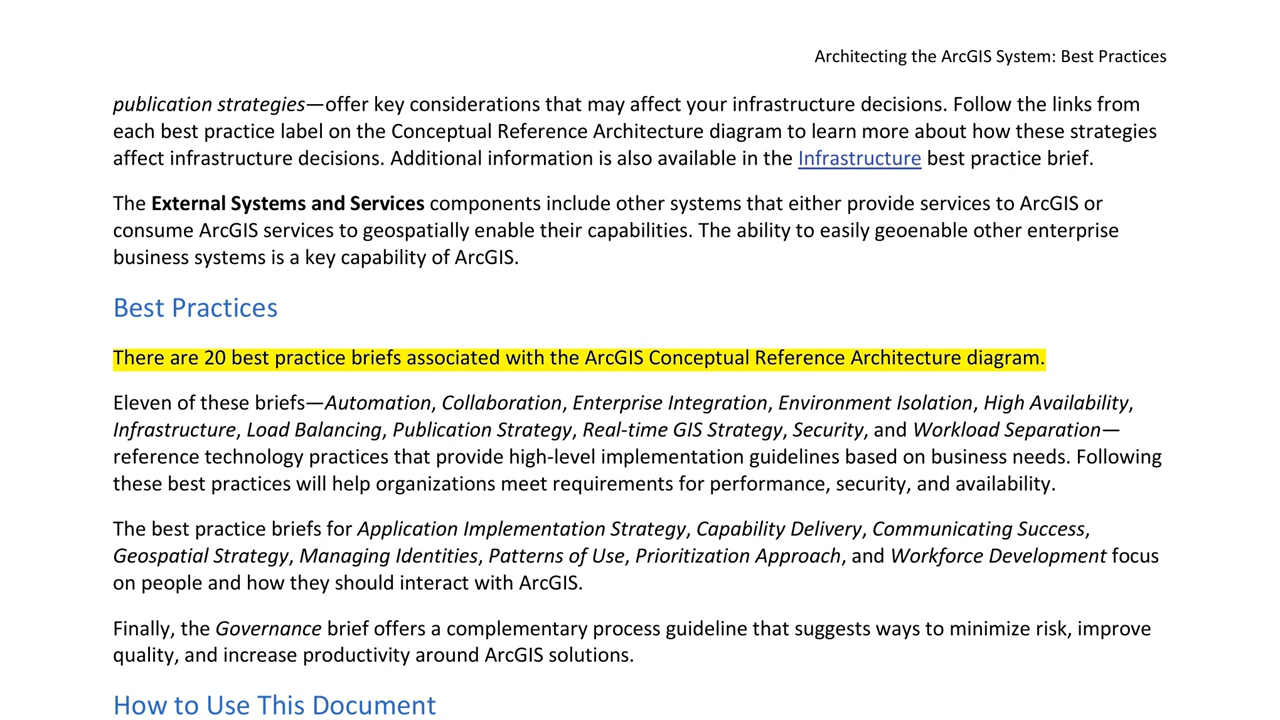 Architecting the ArcGIS System: Best Practices
publication strategies—offer key considerations that may affect your infrastructure decisions. Follow the links from
each best practice label on the Conceptual Reference Architecture diagram to learn more about how these strategies
affect infrastructure decisions. Additional information is also available in the Infrastructure best practice brief.
The External Systems and Services components include other systems that either provide services to ArcGIS or
consume ArcGIS services to geospatially enable their capabilities. The ability to easily geoenable other enterprise
business systems is a key capability of ArcGIS.
Best Practices
There are 20 best practice briefs associated with the ArcGIS Conceptual Reference Architecture diagram.
Eleven of these briefs—Automation, Collaboration, Enterprise Integration, Environment Isolation, High Availability,
Infrastructure, Load Balancing, Publication Strategy, Real-time GIS Strategy, Security, and Workload Separation—
reference technology practices that provide high-level implementation guidelines based on business needs. Following
these best practices will help organizations meet requirements for performance, security, and availability.
The best practice briefs for Application Implementation Strategy, Capability Delivery, Communicating Success,
Geospatial Strategy, Managing Identities, Patterns of Use, Prioritization Approach, and Workforce Development focus
on people and how they should interact with ArcGIS.
Finally, the Governance brief offers a complementary process guideline that suggests ways to minimize risk, improve
quality, and increase productivity around ArcGIS solutions.
How to Use This Document